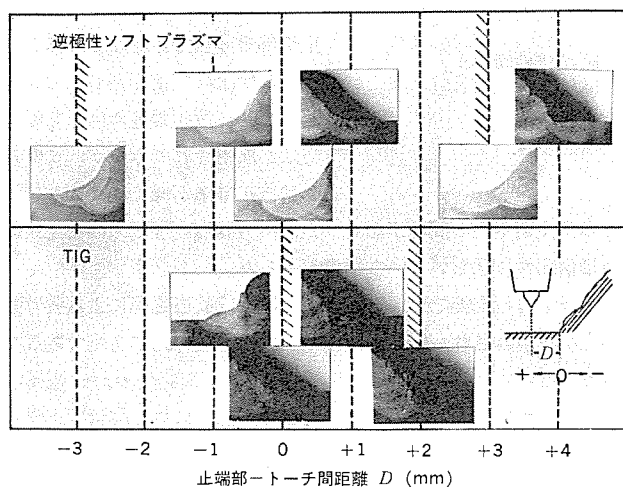 逆極性ソフトプラズマ
TIG
D
+ 0 −
−3 −2 −1 0 +1 +2 +3 +4
止端部−トーチ間距離 D (mm)